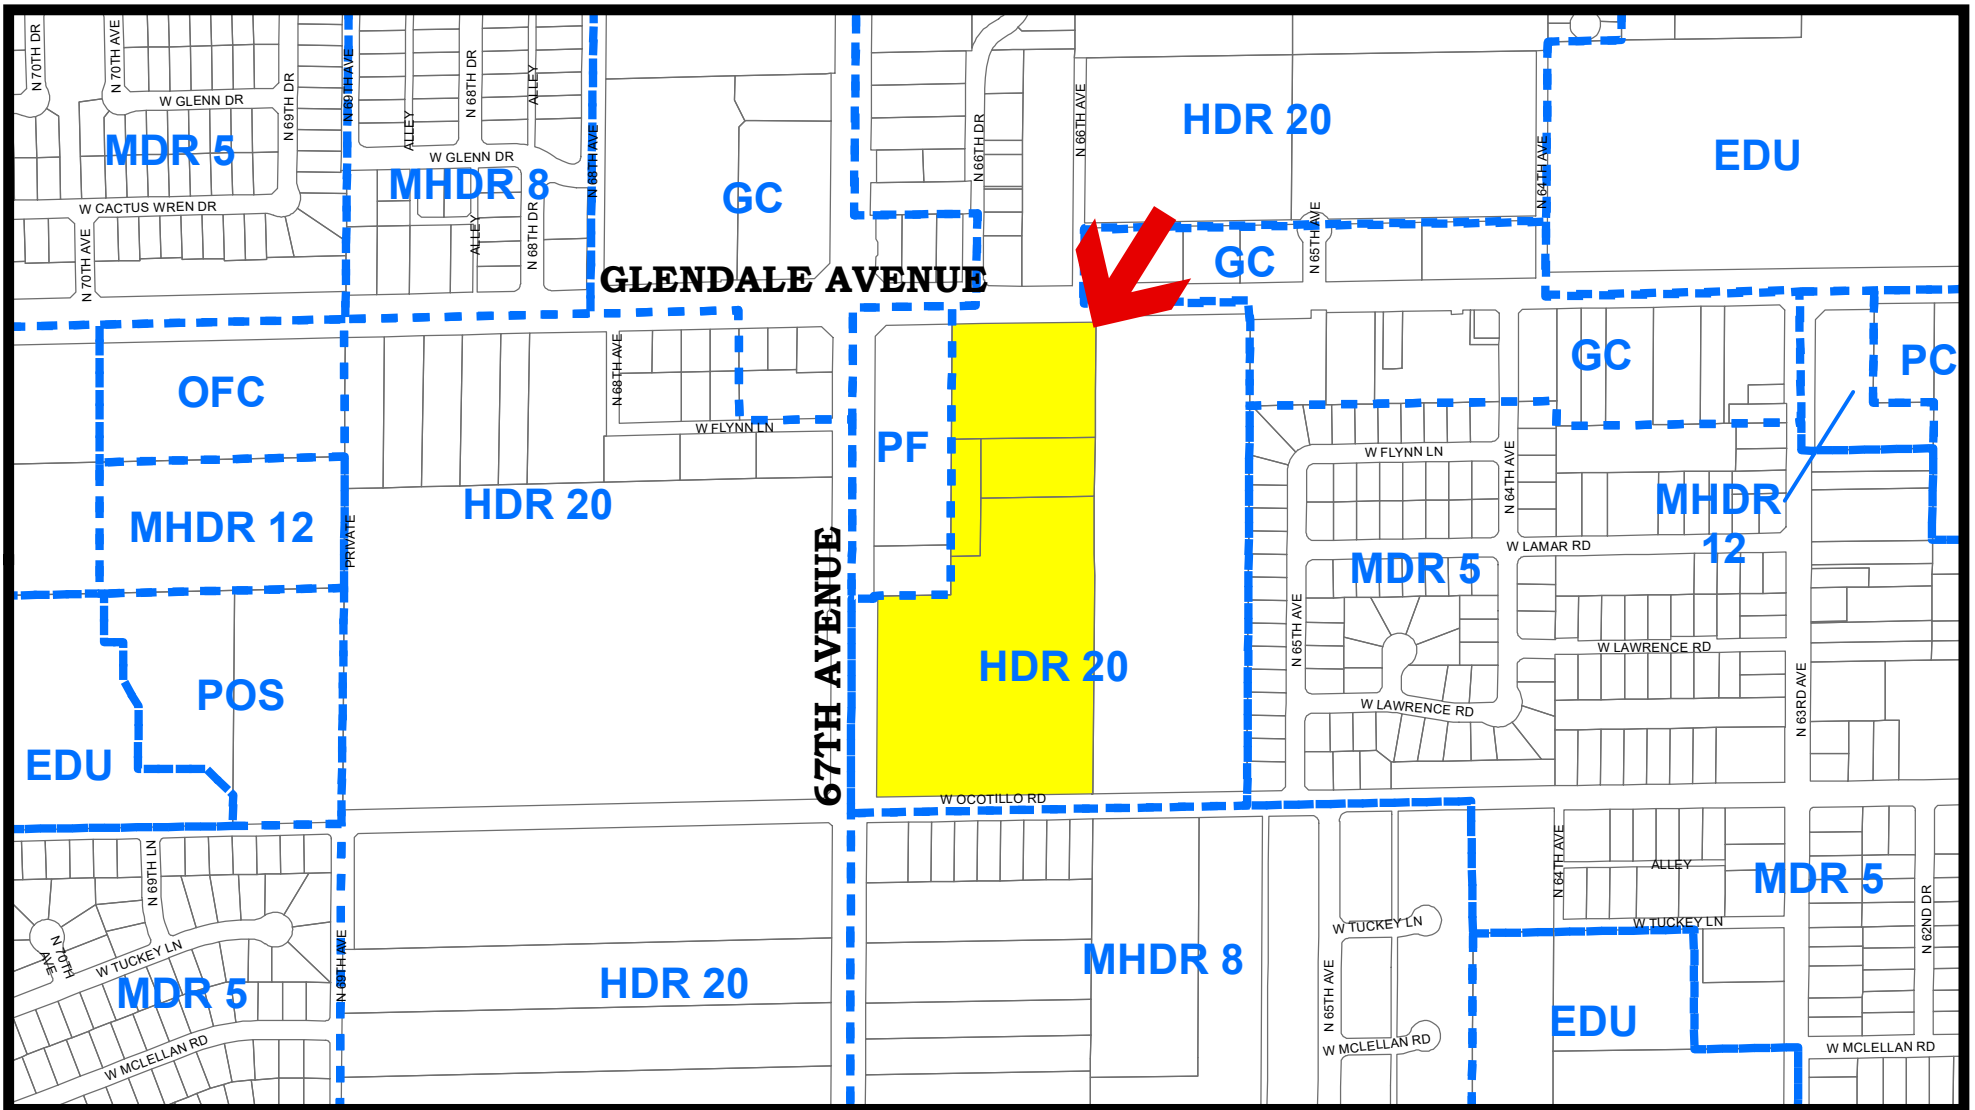 N 70TH DR
N 70TH AVE
W GLENN DR
MDR 5
N 69TH DR
N 69TH AVE
W CACTUS WREN DR
N 70TH AVE
ALLEY
N 68TH DR
ALLEY
W GLENN DR
MHDR 8
ALLEY
N 68TH DR
N 68TH AVE
GC
N 66TH DR
N 66TH AVE
HDR 20
N 64TH AVE
EDU
GC
N 65TH AVE
GLENDALE AVENUE
OFC
MHDR 12
PRIVATE
N 68TH AVE
W FLYNN LN
HDR 20
PF
67TH AVENUE
HDR 20
W OCOTILLO RD
GC
PC
W FLYNN LN
N 64TH AVE
MHDR
12
W LAMAR RD
MDR 5
N 65TH AVE
W LAWRENCE RD
W LAWRENCE RD
N 63RD AVE
POS
EDU
N 69TH LN
N 70TH
AVE
W TUCKEY LN
MDR 5
W MCLELLAN RD
N 69TH AVE
HDR 20
MHDR 8
W TUCKEY LN
N 65TH AVE
W MCLELLAN RD
N 64TH AVE
ALLEY
MDR 5
W TUCKEY LN
N 62ND DR
EDU
W MCLELLAN RD